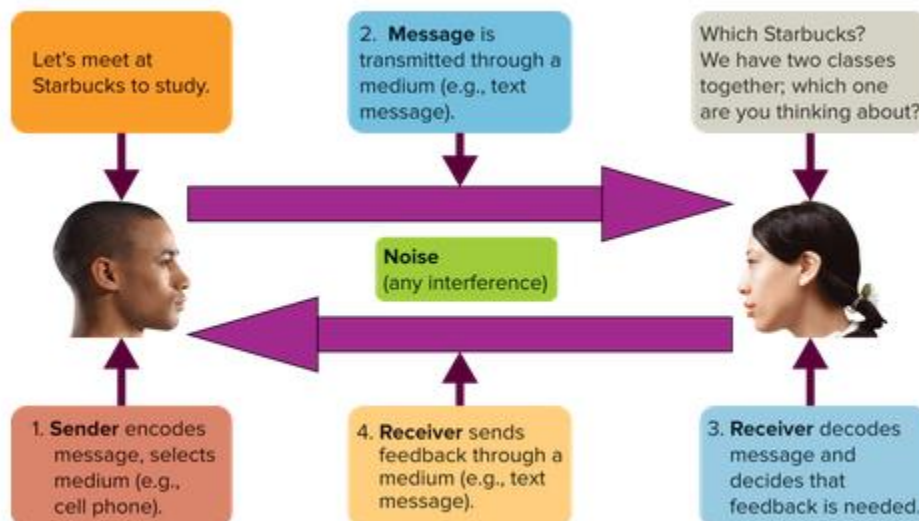 Let's meet at
Starbucks to study.
2. Message is
transmitted through a
medium (e.g., text
message).
Which Starbucks?
We have two classes
together; which one
are you thinking about?
Noise
(any interference)
1. Sender encodes
message, selects
medium (e.g.,
cell phone).
4. Receiver sends
feedback through a
medium (e.g., text
message).
3. Receiver decodes
message and
decides that
feedback is needed.